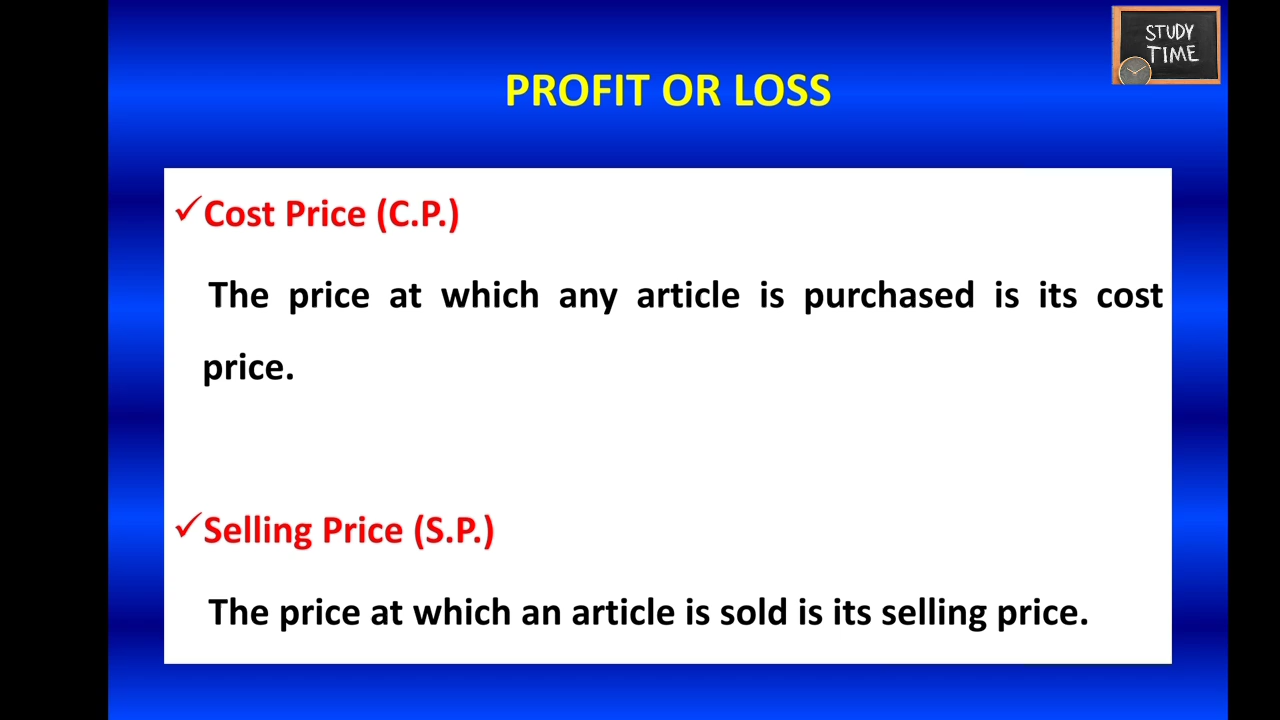 STUDY
TIME
PROFIT OR LOSS
✓Cost Price (C.P.)
The price at which any article is purchased is its cost
price.
✓Selling Price (S.P.)
The price at which an article is sold is its selling price.